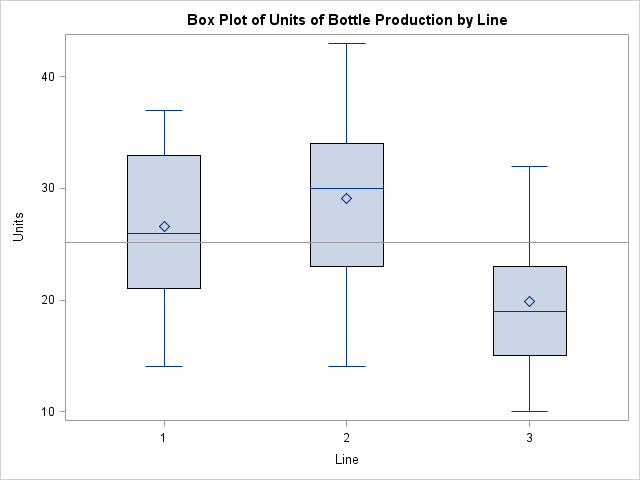 Box Plot of Units of Bottle Production by Line
Units
40
30
20
10
1 2 3
Line